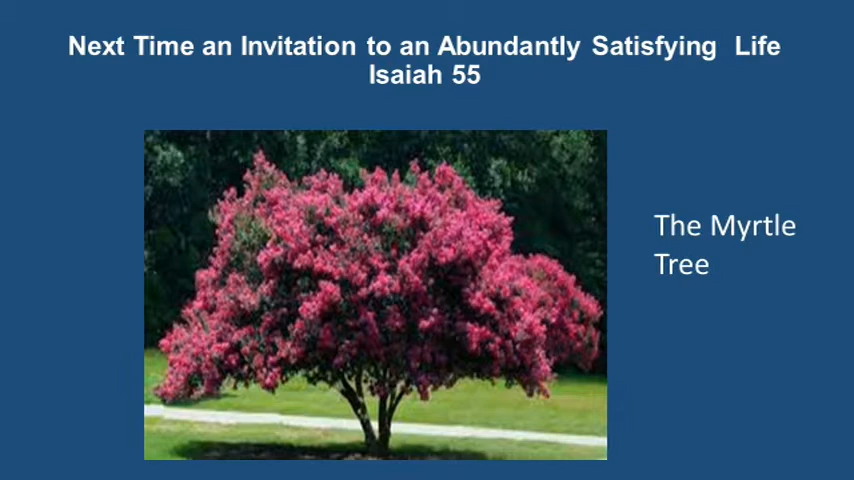 Next Time an Invitation to an Abundantly Satisfying Life
Isaiah 55
The Myrtle
Tree